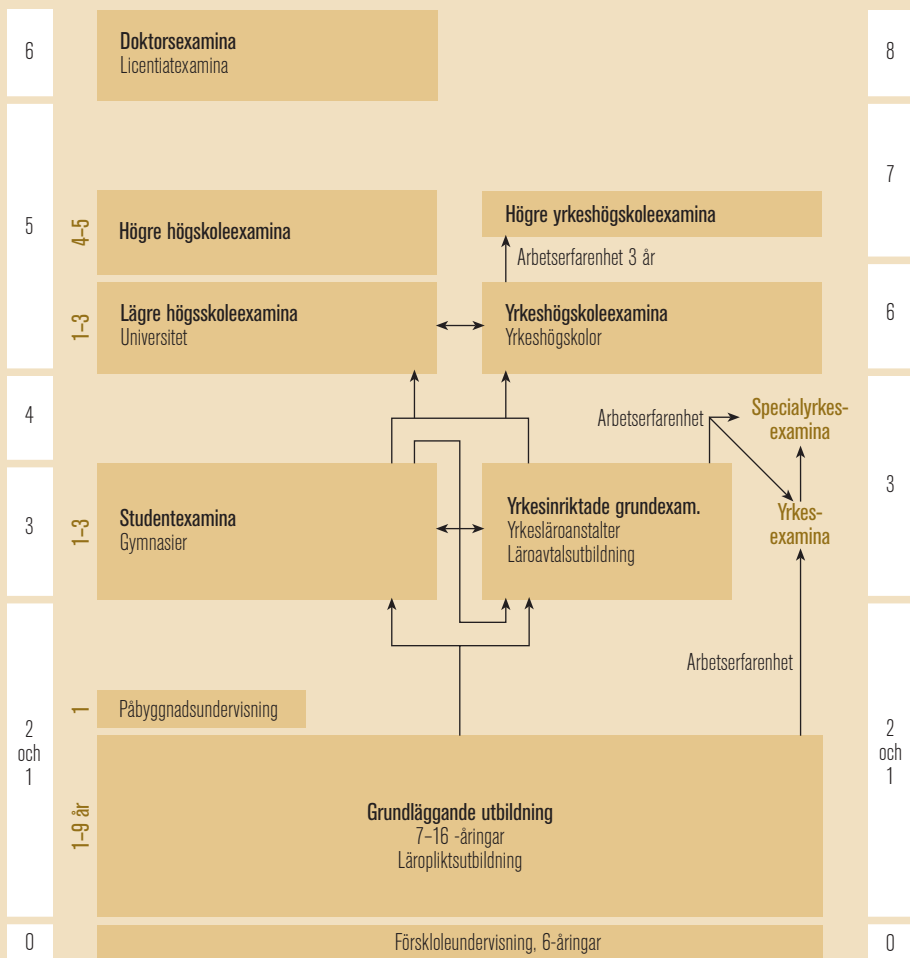 6
Doktorsexamina
Licentiatexamina
8
7
5
4–5
Högre högskoleexamina
Högre yrkeshögskoleexamina
Arbetserfarenhet 3 år
1–3
Lägre högsskoleexamina
Universitet
Yrkeshögskoleexamina
Yrkeshögskolor
6
4
Arbetserfarenhet
Specialyrkes-
examina
3
3
1–3
Studentexamina
Gymnasier
Yrkesinriktade grundexam.
Yrkesläroanstalter
Läroavtalsutbildning
Yrkes-
examina
Arbetserfarenhet
1
Påbyggnadsundervisning
2
och
1
2
och
1
1–9 år
Grundläggande utbildning
7–16 -åringar
Läropliktsutbildning
0
Förskloleundervisning, 6-åringar
0